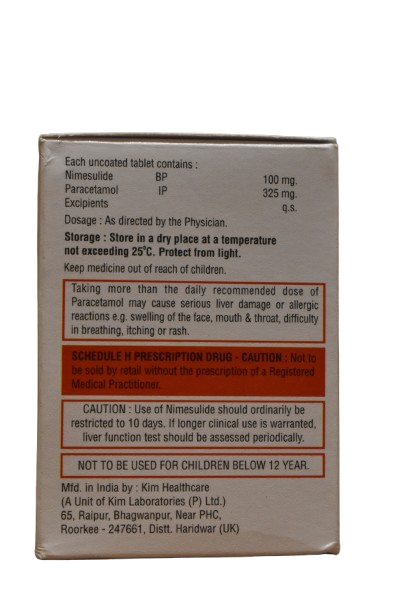 Each uncoated tablet contains :
Nimesulide BP 100 mg.
Paracetamol IP 325 mg.
Excipients q.s.
Dosage : As directed by the Physician.
Storage : Store in a dry place at a temperature
not exceeding 25°C. Protect from light.
Keep medicine out of reach of children.
Taking more than the daily recommended dose of
Paracetamol may cause serious liver damage or allergic
reactions e.g. swelling of the face, mouth & throat, difficulty
in breathing, itching or rash.
SCHEDULE H PRESCRIPTION DRUG - CAUTION : Not to
be sold by retail without the prescription of a Registered
Medical Practitioner.
CAUTION : Use of Nimesulide should ordinarily be
restricted to 10 days. If longer clinical use is warranted,
liver function test should be assessed periodically.
NOT TO BE USED FOR CHILDREN BELOW 12 YEAR.
Mfd. in India by : Kim Healthcare
(A Unit of Kim Laboratories (P) Ltd.)
65, Raipur, Bhagwanpur, Near PHC,
Roorkee - 247661, Distt. Haridwar (UK)